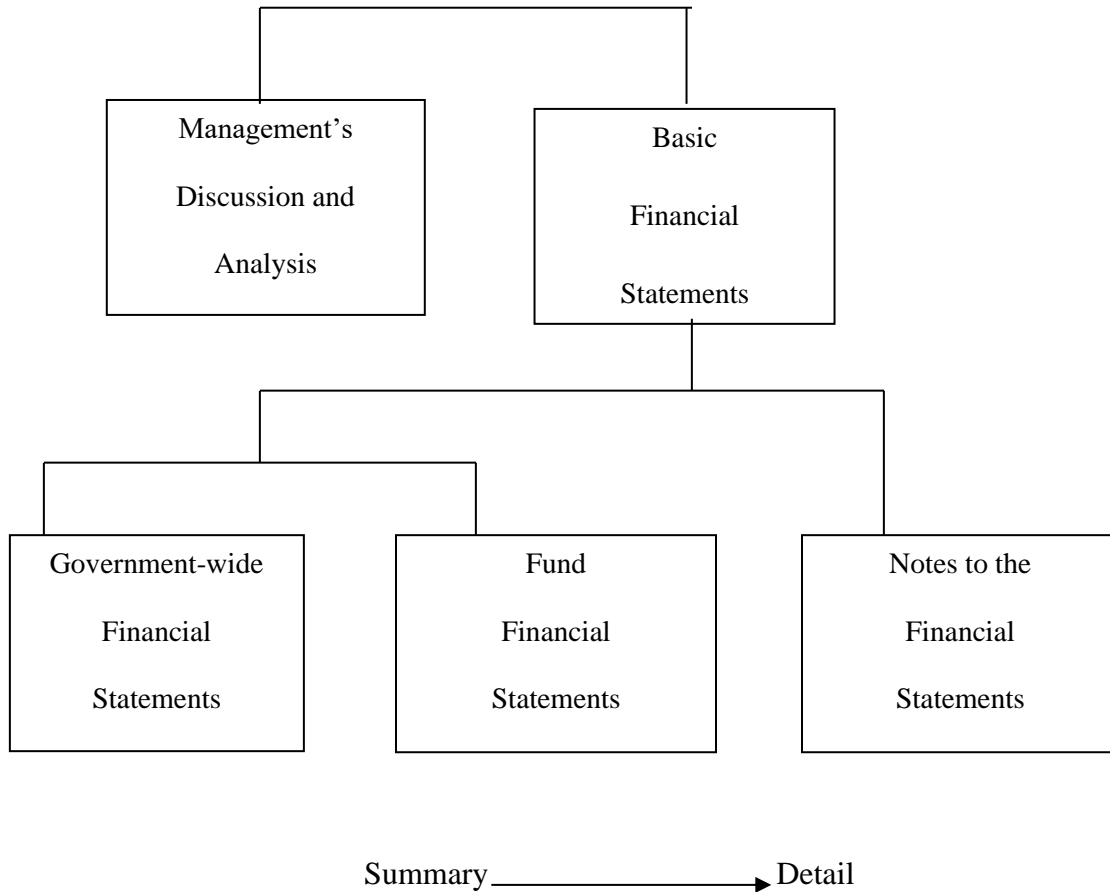 Management’s
Discussion and
Analysis
Basic
Financial
Statements
Government-wide
Financial
Statements
Fund
Financial
Statements
Notes to the
Financial
Statements
Summary Detail